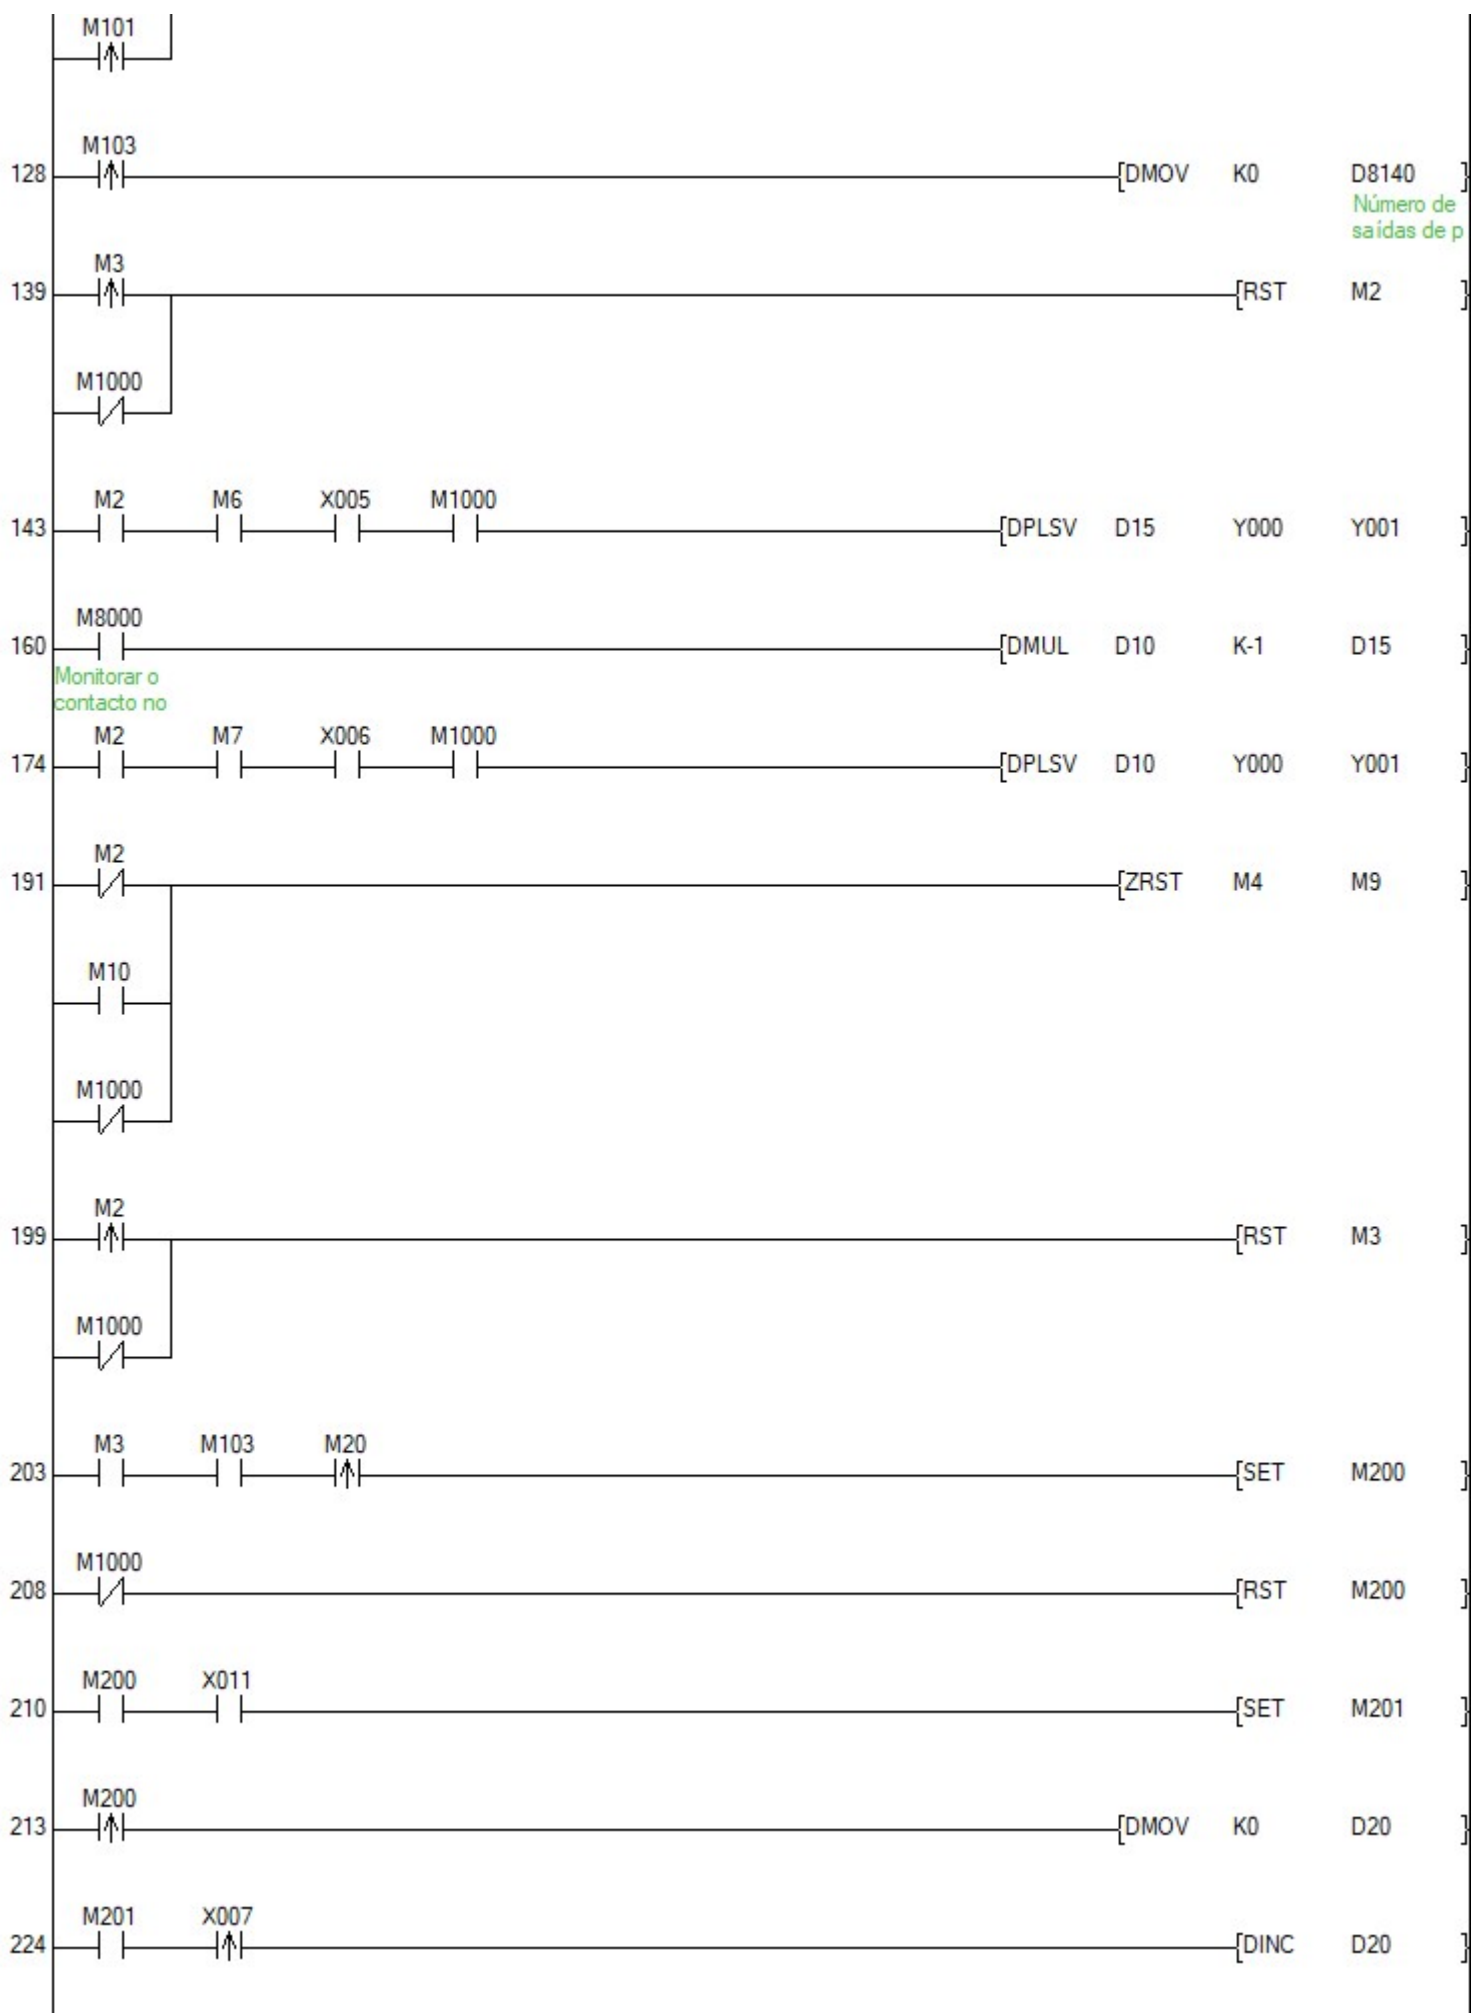 M101
M103
128 [DMOV K0 D8140 ]
Número de
saídas de p
M3
139 [RST M2 ]
M1000
M2 M6 X005 M1000
143 [DPLSV D15 Y000 Y001 ]
M8000
160 [DMUL D10 K-1 D15 ]
Monitorar o
contacto no
M2 M7 X006 M1000
174 [DPLSV D10 Y000 Y001 ]
M2
191 [ZRST M4 M9 ]
M10
M1000
M2
199 [RST M3 ]
M1000
M3 M103 M20
203 [SET M200 ]
M1000
208 [RST M200 ]
M200 X011
210 [SET M201 ]
M200
213 [DMOV K0 D20 ]
M201 X007
224 [DINC D20 ]